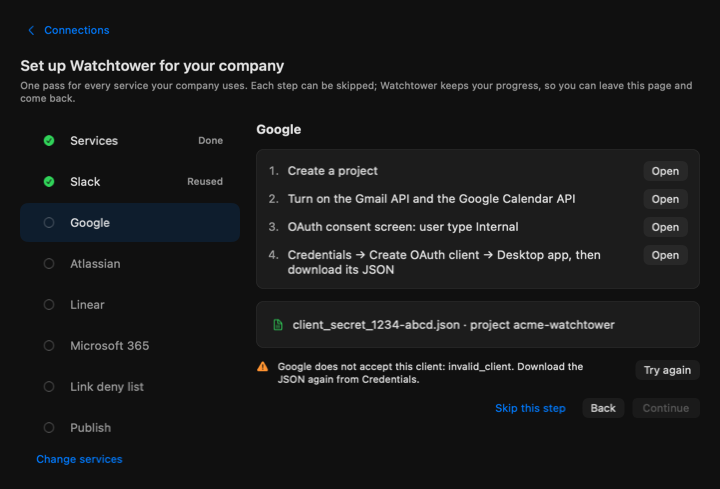 Connections
Set up Watchtower for your company
One pass for every service your company uses. Each step can be skipped; Watchtower keeps your progress, so you can leave this page and
come back.
Services Done
Slack Reused
Google
Atlassian
Linear
Microsoft 365
Link deny list
Publish
Change services
Google
1. Create a project Open
2. Turn on the Gmail API and the Google Calendar API Open
3. OAuth consent screen: user type Internal Open
4. Credentials → Create OAuth client → Desktop app, then Open
download its JSON
client_secret_1234-abcd.json · project acme-watchtower
Google does not accept this client: invalid_client. Download the
JSON again from Credentials.
Try again
Skip this step Back Continue